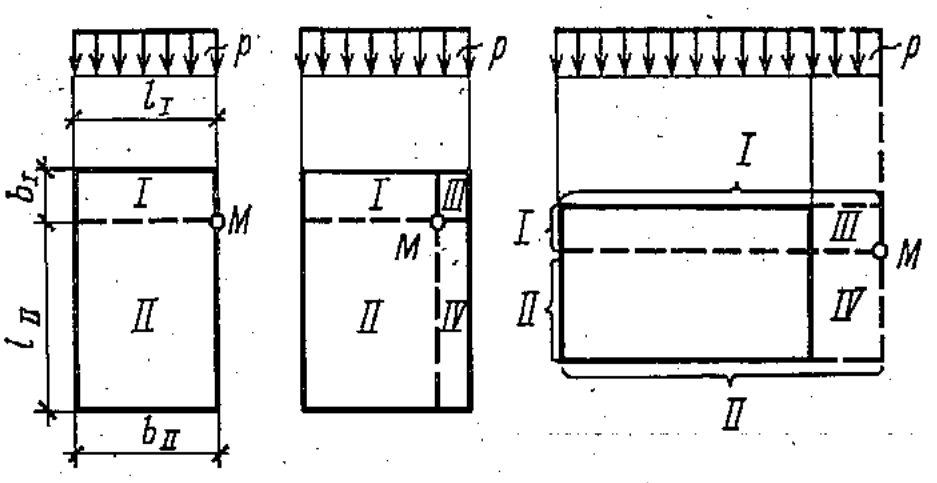 p p p
l_I
I
b_I I I III I III
M M M
l_II II II IV II IV
b_II
II